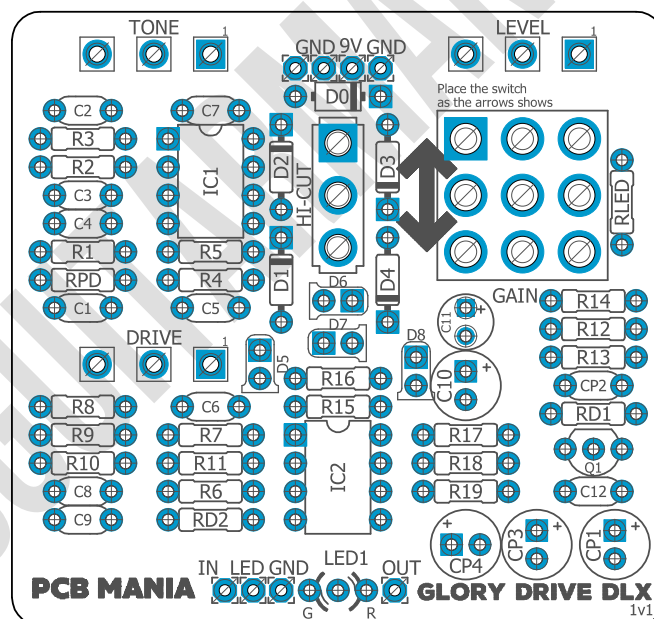 TONE
1
LEVEL
1
GND 9V GND
D0
Place the switch
as the arrows shows
C2
C7
R3
R2
IC1
D2
HI-CUT
D3
RLED
C3
C4
R1
R5
RPD
R4
D1
D4
C1
C5
D6
GAIN
R14
C11
R12
DRIVE
1
D7
D8
R13
D5
C10
R16
CP2
R8
C6
R15
RD1
R9
R7
R17
R10
R11
IC2
R18
Q1
C8
R6
R19
C12
C9
RD2
CP4
CP3
CP1
IN LED GND
LED1
OUT
PCB MANIA
GLORY DRIVE DLX
G
R
1v1